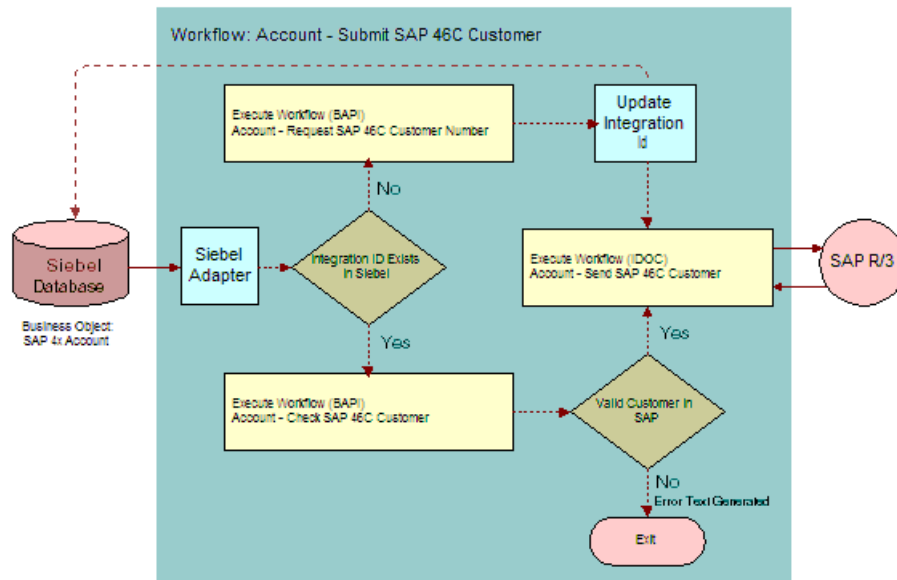 Workflow: Account - Submit SAP 46C Customer
Execute Workflow (BAPI)
Account - Request SAP 46C Customer Number
Update
Integration
Id
No
Siebel
Database
Siebel
Adapter
Integration ID Exists
in Siebel
Execute Workflow (IDOC)
Account - Send SAP 46C Customer
SAP R/3
Business Object:
SAP 4x Account
Yes
Yes
Execute Workflow (BAPI)
Account - Check SAP 46C Customer
Valid Customer in
SAP
No
Error Text Generated
Exit